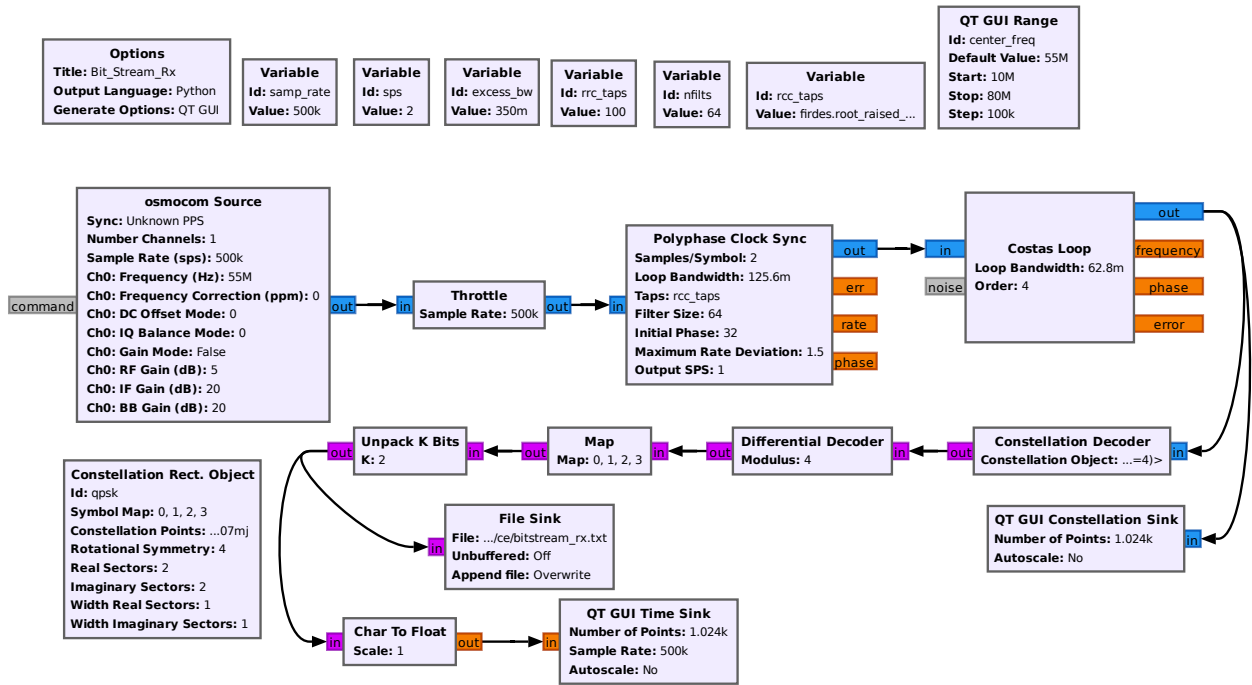 Options
Title: Bit_Stream_Rx
Output Language: Python
Generate Options: QT GUI
Variable
Id: samp_rate
Value: 500k
Variable
Id: sps
Value: 2
Variable
Id: excess_bw
Value: 350m
Variable
Id: rrc_taps
Value: 100
Variable
Id: nfilts
Value: 64
Variable
Id: rcc_taps
Value: firdes.root_raised_...
QT GUI Range
Id: center_freq
Default Value: 55M
Start: 10M
Stop: 80M
Step: 100k
command
osmocom Source
Sync: Unknown PPS
Number Channels: 1
Sample Rate (sps): 500k
Ch0: Frequency (Hz): 55M
Ch0: Frequency Correction (ppm): 0
Ch0: DC Offset Mode: 0
Ch0: IQ Balance Mode: 0
Ch0: Gain Mode: False
Ch0: RF Gain (dB): 5
Ch0: IF Gain (dB): 20
Ch0: BB Gain (dB): 20
out
in
Throttle
Sample Rate: 500k
out
in
Polyphase Clock Sync
Samples/Symbol: 2
Loop Bandwidth: 125.6m
Taps: rcc_taps
Filter Size: 64
Initial Phase: 32
Maximum Rate Deviation: 1.5
Output SPS: 1
out
err
rate
phase
in
noise
Costas Loop
Loop Bandwidth: 62.8m
Order: 4
out
frequency
phase
error
out
Unpack K Bits
K: 2
in
out
Map
Map: 0, 1, 2, 3
in
out
Differential Decoder
Modulus: 4
in
out
Constellation Decoder
Constellation Object: ...=4)>
in
Constellation Rect. Object
Id: qpsk
Symbol Map: 0, 1, 2, 3
Constellation Points: ...07mj
Rotational Symmetry: 4
Real Sectors: 2
Imaginary Sectors: 2
Width Real Sectors: 1
Width Imaginary Sectors: 1
in
File Sink
File: .../ce/bitstream_rx.txt
Unbuffered: Off
Append file: Overwrite
QT GUI Constellation Sink
Number of Points: 1.024k
Autoscale: No
in
in
Char To Float
Scale: 1
out
in
QT GUI Time Sink
Number of Points: 1.024k
Sample Rate: 500k
Autoscale: No